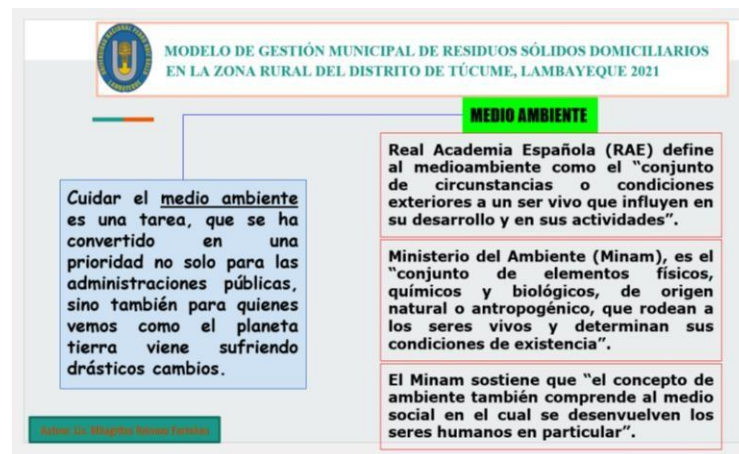 MODELO DE GESTIÓN MUNICIPAL DE RESIDUOS SÓLIDOS DOMICILIARIOS
EN LA ZONA RURAL DEL DISTRITO DE TÚCUME, LAMBAYEQUE 2021
MEDIO AMBIENTE
Cuidar el medio ambiente
es una tarea, que se ha
convertido en una
prioridad no solo para las
administraciones públicas,
sino también para quienes
vemos como el planeta
tierra viene sufriendo
drásticos cambios.
Real Academia Española (RAE) define
al medioambiente como el “conjunto
de circunstancias o condiciones
exteriores a un ser vivo que influyen en
su desarrollo y en sus actividades”.
Ministerio del Ambiente (Minam), es el
“conjunto de elementos físicos,
químicos y biológicos, de origen
natural o antropogénico, que rodean a
los seres vivos y determinan sus
condiciones de existencia”.
El Minam sostiene que “el concepto de
ambiente también comprende al medio
social en el cual se desenvuelven los
seres humanos en particular”.